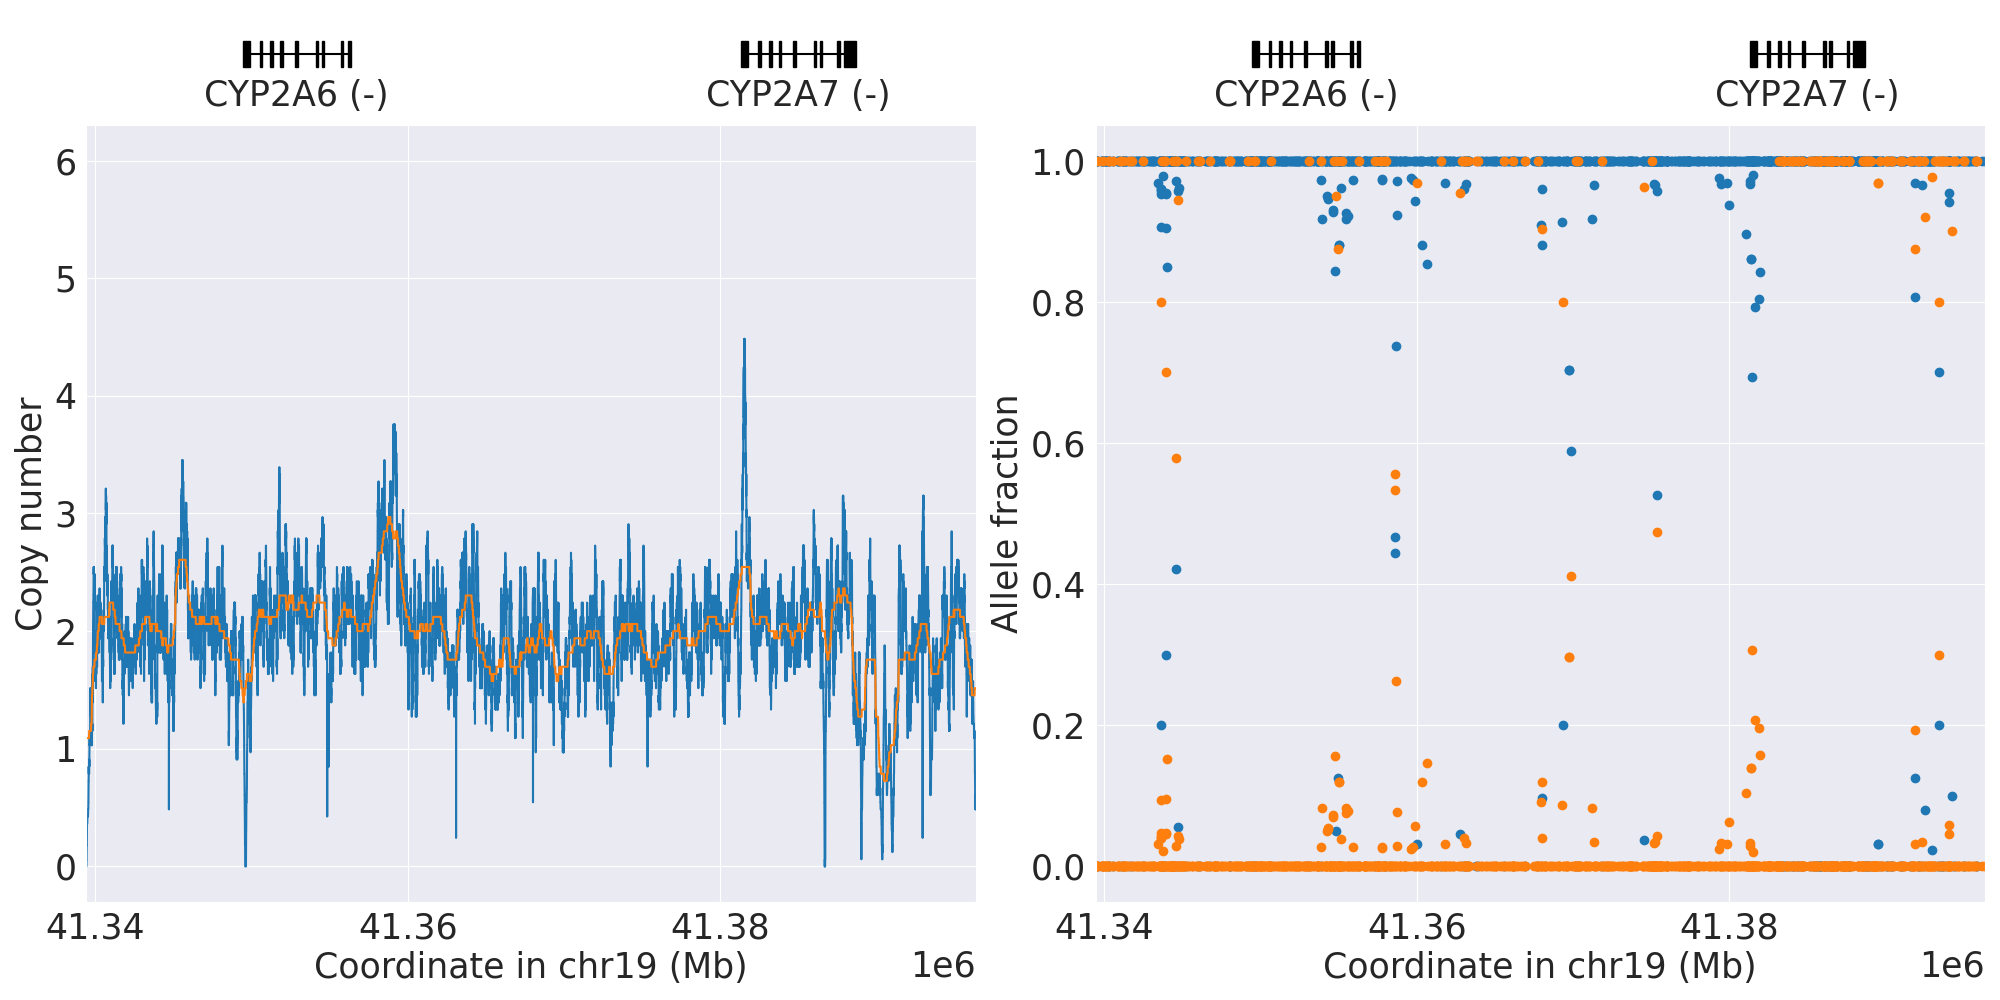 CYP2A6 (-) CYP2A7 (-)
6
5
4
3
2
1
0
Copy number
41.34 41.36 41.38
Coordinate in chr19 (Mb) 1e6
CYP2A6 (-) CYP2A7 (-)
1.0
0.8
0.6
0.4
0.2
0.0
Allele fraction
41.34 41.36 41.38
Coordinate in chr19 (Mb) 1e6